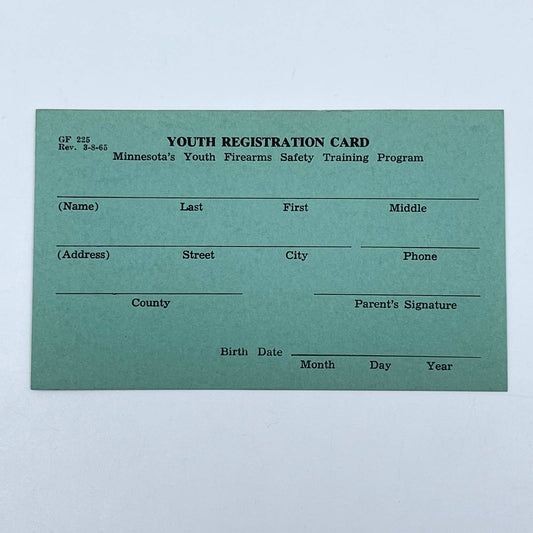 GF 225
Rev. 3-8-65
YOUTH REGISTRATION CARD
Minnesota's Youth Firearms Safety Training Program
(Name) Last First Middle
(Address) Street City Phone
County Parent's Signature
Birth Date
Month Day Year